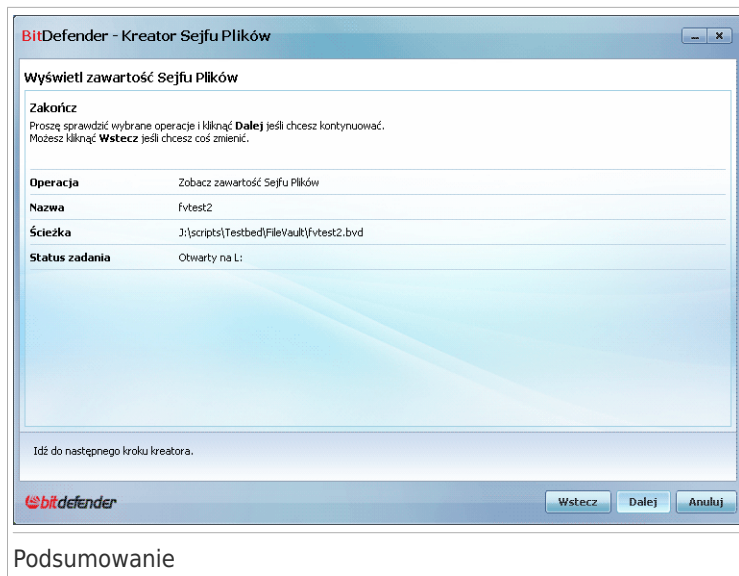 BitDefender - Kreator Sejfu Plików
Wyświetl zawartość Sejfu Plików
Zakończ
Proszę sprawdzić wybrane operacje i kliknąć Dalej jeśli chcesz kontynuować.
Możesz kliknąć Wstecz jeśli chcesz coś zmienić.
Operacja Zobacz zawartość Sejfu Plików
Nazwa fvtest2
Ścieżka J:\scripts\Testbed\FileVault\fvtest2.bvd
Status zadania Otwarty na L:
Idź do następnego kroku kreatora.
bitdefender
Wstecz Dalej Anuluj
Podsumowanie